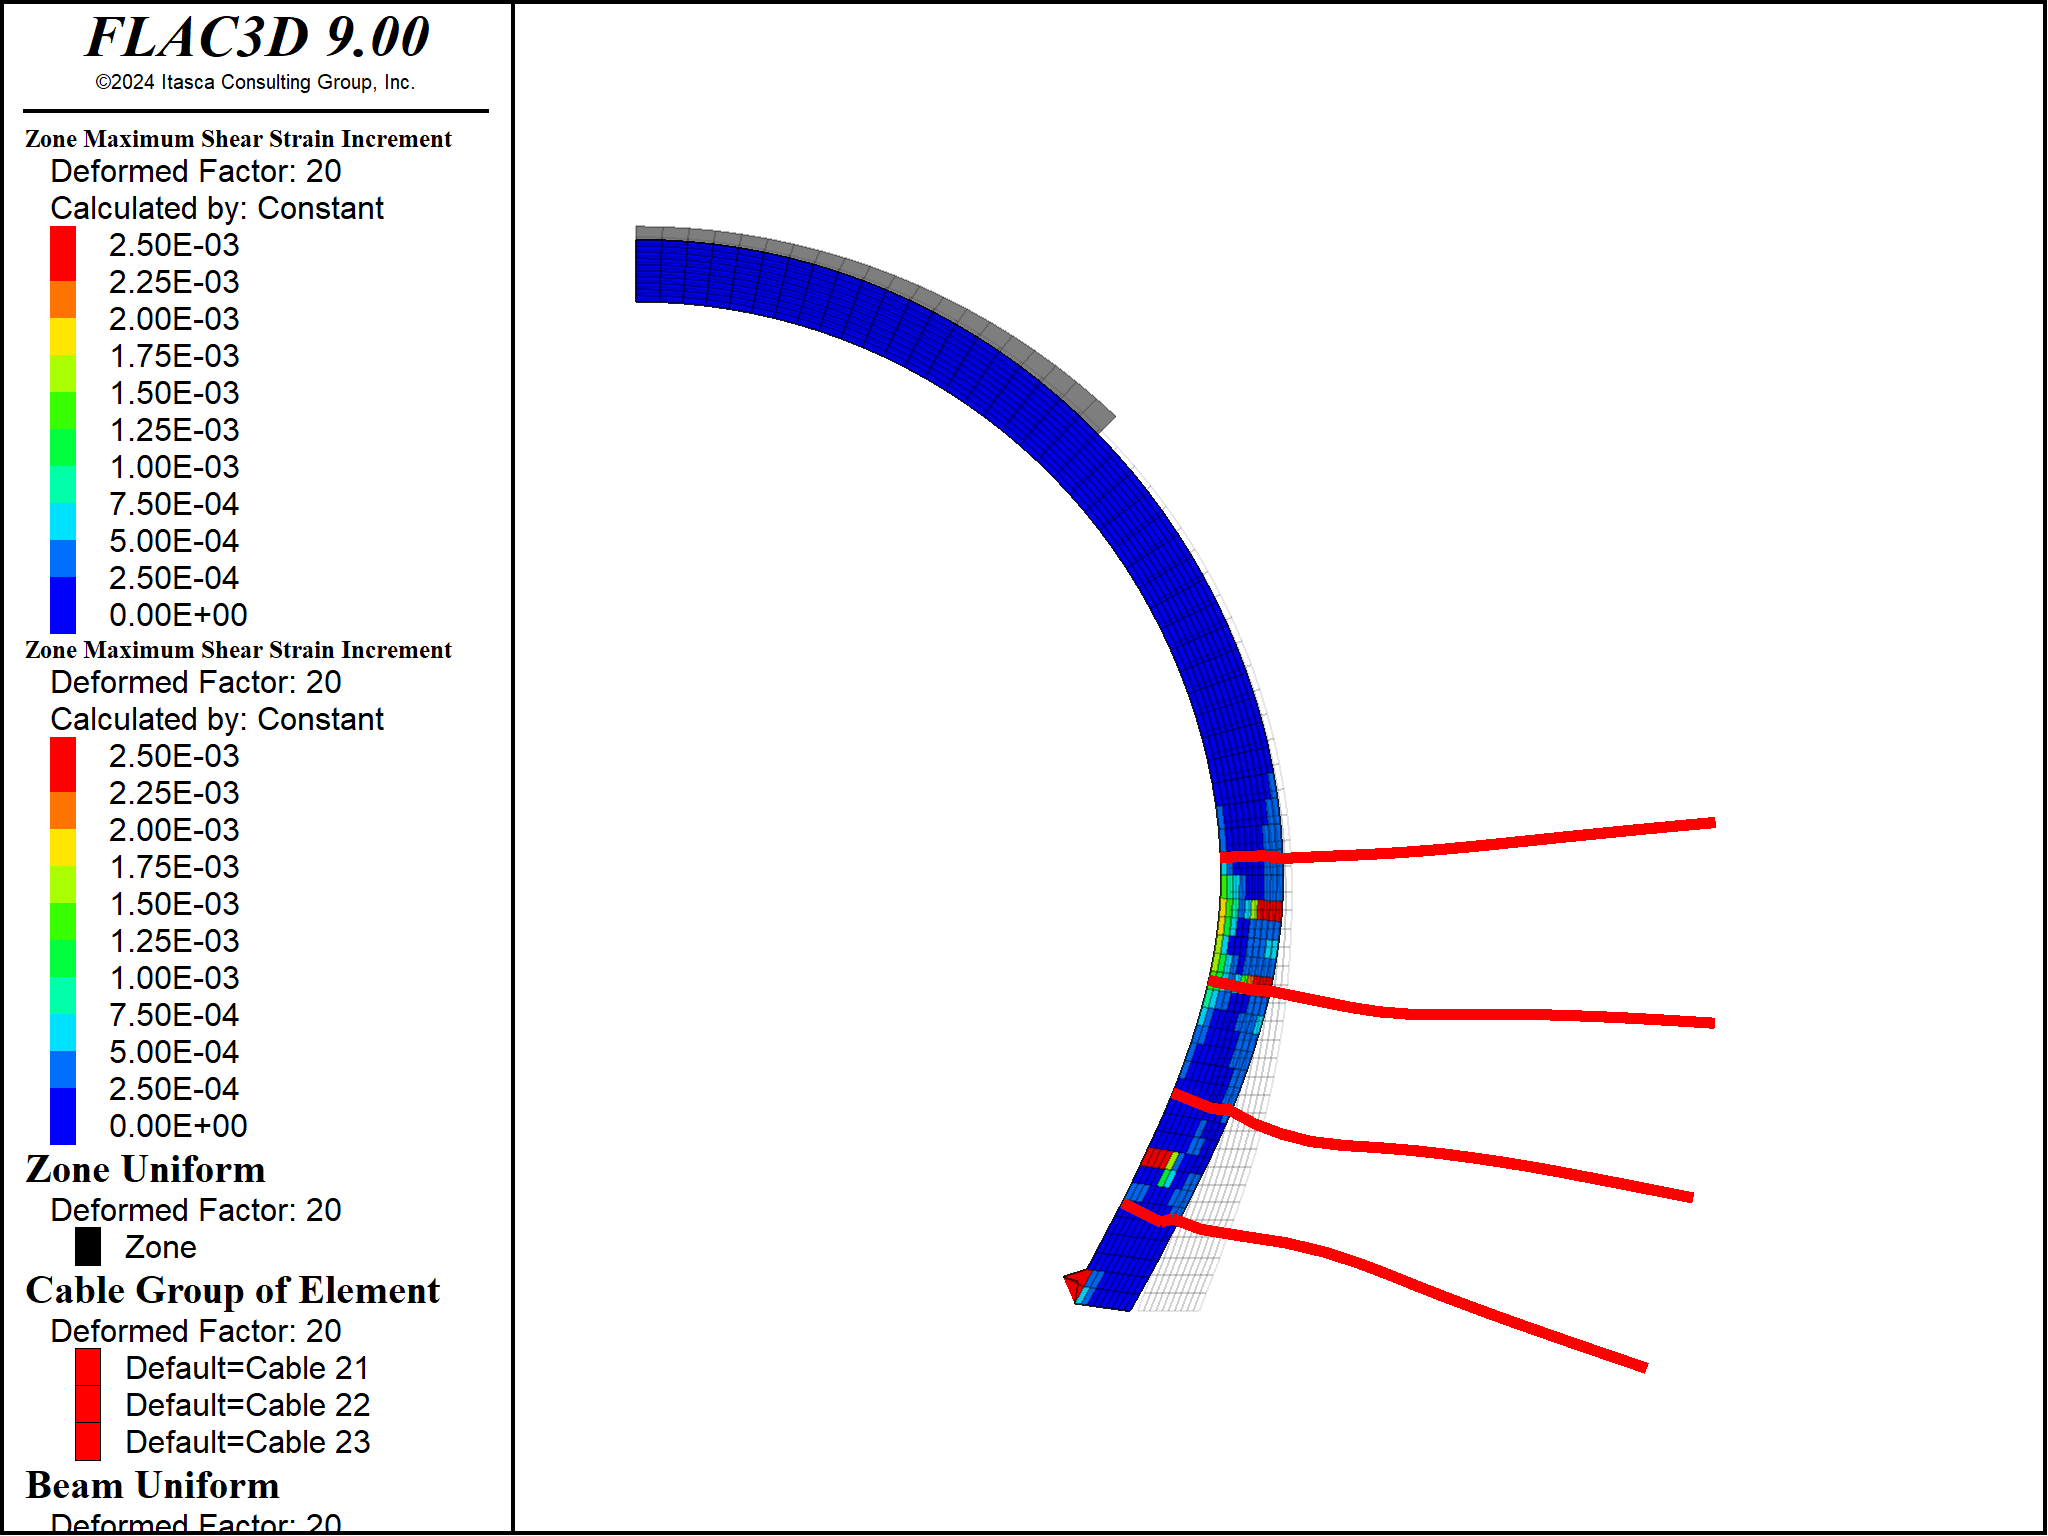 FLAC3D 9.00
©2024 Itasca Consulting Group, Inc.
Zone Maximum Shear Strain Increment
Deformed Factor: 20
Calculated by: Constant
2.50E-03
2.25E-03
2.00E-03
1.75E-03
1.50E-03
1.25E-03
1.00E-03
7.50E-04
5.00E-04
2.50E-04
0.00E+00
Zone Maximum Shear Strain Increment
Deformed Factor: 20
Calculated by: Constant
2.50E-03
2.25E-03
2.00E-03
1.75E-03
1.50E-03
1.25E-03
1.00E-03
7.50E-04
5.00E-04
2.50E-04
0.00E+00
Zone Uniform
Deformed Factor: 20
Zone
Cable Group of Element
Deformed Factor: 20
Default=Cable 21
Default=Cable 22
Default=Cable 23
Beam Uniform
Deformed Factor: 20